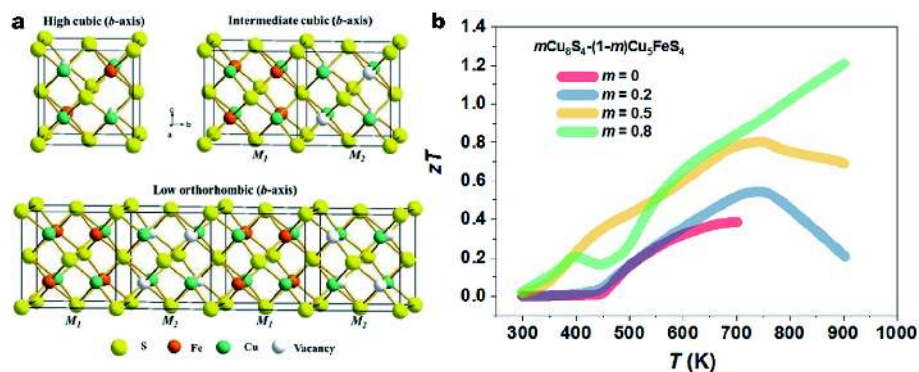 a
High cubic (b-axis)
Intermediate cubic (b-axis)
c
b
a
M₁
M₂
Low orthorhombic (b-axis)
M₁
M₂
M₁
M₂
S
Fe
Cu
Vacancy
b
mCu₈S₄-(1-m)Cu₅FeS₄
m = 0
m = 0.2
m = 0.5
m = 0.8
zT
1.4
1.2
1.0
0.8
0.6
0.4
0.2
0.0
300 400 500 600 700 800 900 1000
T (K)